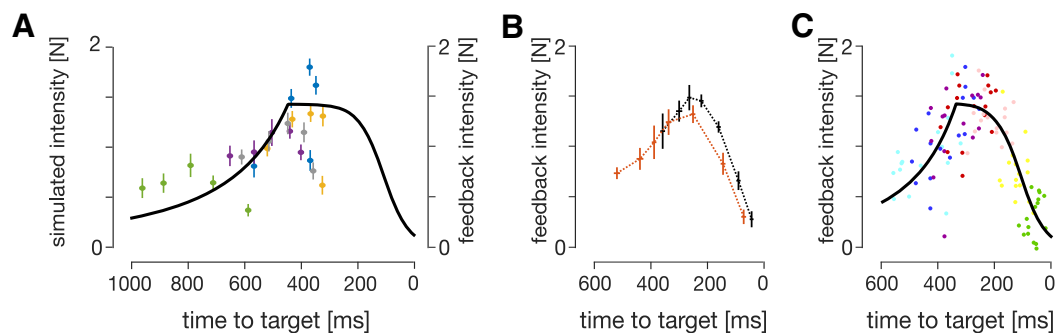 A
simulated intensity [N]
2
0
1000 800 600 400 200 0
time to target [ms]
2
0
feedback intensity [N]
B
feedback intensity [N]
2
0
600 400 200 0
time to target [ms]
C
feedback intensity [N]
2
0
600 400 200 0
time to target [ms]